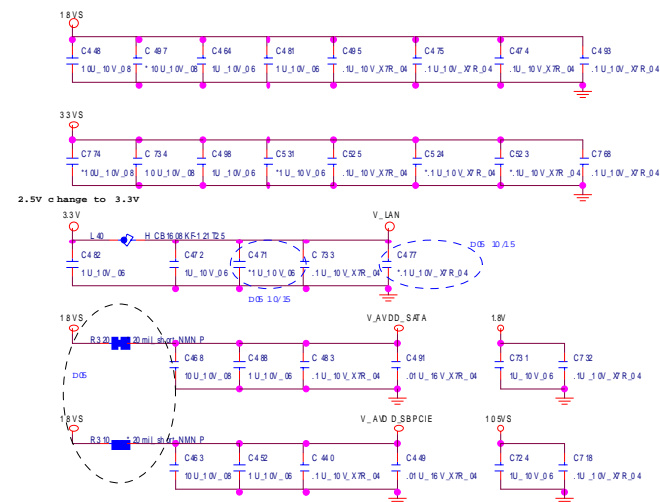 1.8VS
C448 C497 C464 C481 C495 C475 C474 C493
10U_10V_08 *10U_10V_08 1U_10V_06 *1U_10V_06 .1U_10V_X7R_04 .1U_10V_X7R_04 .1U_10V_X7R_04 .1U_10V_X7R_04
3.3VS
C774 C734 C498 C531 C525 C524 C523 C768
*10U_10V_08 10U_10V_08 1U_10V_06 *1U_10V_06 .1U_10V_X7R_04 *.1U_10V_X7R_04 *.1U_10V_X7R_04 .1U_10V_X7R_04
2.5V change to 3.3V
3.3V V_LAN
L40 HCB1608KF-121T25 D05 10/15
C482 C472 C471 C733 C477
1U_10V_06 1U_10V_06 *1U_10V_06 .1U_10V_X7R_04 *.1U_10V_X7R_04
D05 10/15
1.8VS V_AVDD_SATA 1.8V
R320 *20mil_short_NMNP
C468 C488 C483 C491 C731 C732
D05
10U_10V_08 1U_10V_06 .1U_10V_X7R_04 .01U_16V_X7R_04 1U_10V_06 .1U_10V_X7R_04
1.8VS V_AVDD_SBPCIE 1.05VS
R310 *20mil_short_NMNP
C463 C452 C440 C449 C724 C718
10U_10V_08 1U_10V_06 .1U_10V_X7R_04 .01U_16V_X7R_04 1U_10V_06 .1U_10V_X7R_04